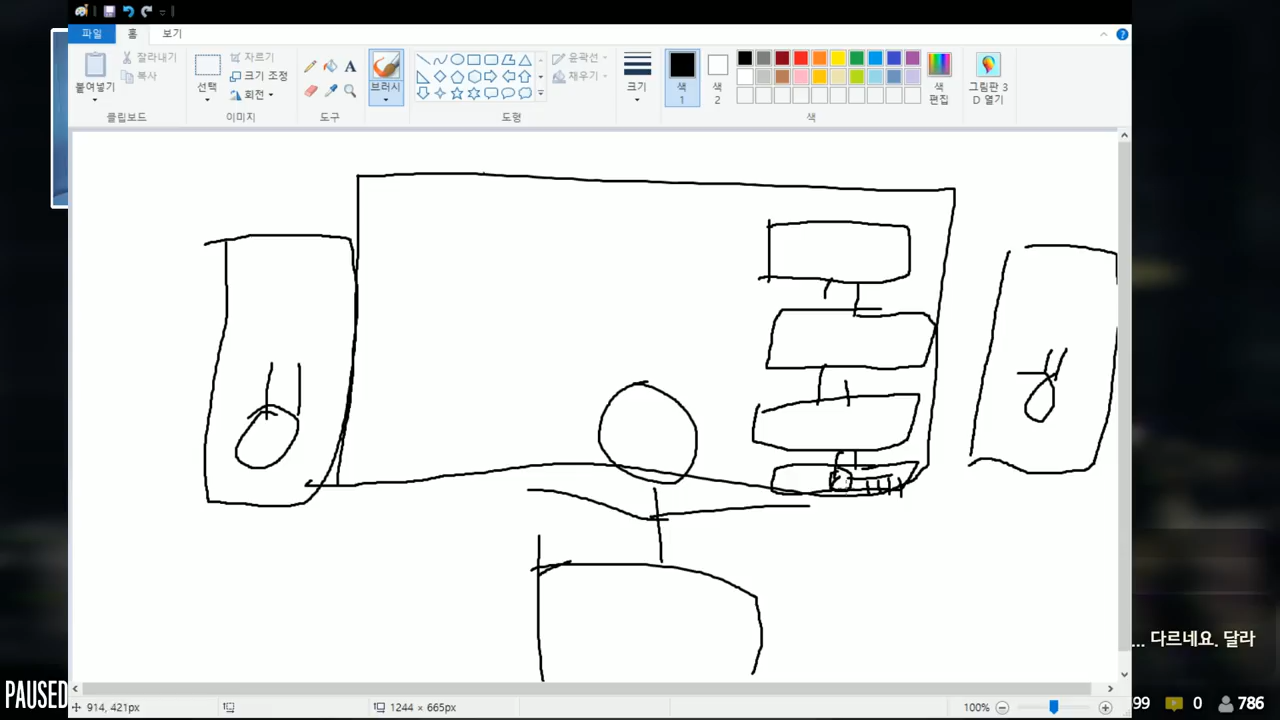 파일 홈 보기
붙여넣기
잘라내기
복사
클립보드
선택
자르기
크기 조정
회전
이미지
A
도구
브러시
윤곽선
채우기
도형
크기
색
1
색
2
색
편집
색
그림판 3
D 열기
... 다르네요. 달라
PAUSED
99 0 786
914, 421px
1244 × 665px
100%